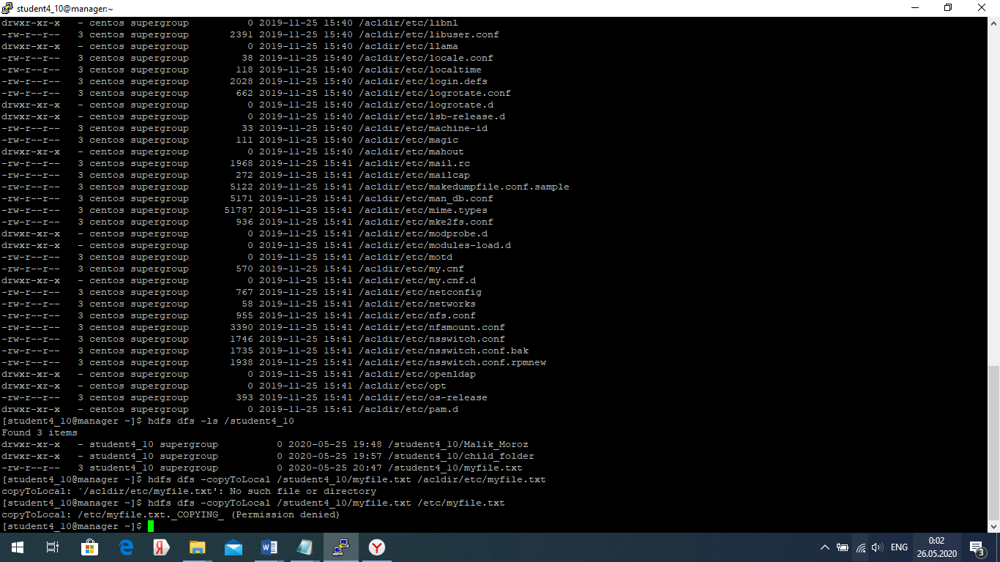 student4_10@manager:~
drwxr-xr-x   - centos supergroup          0 2019-11-25 15:40 /acldir/etc/libnl
-rw-r--r--   3 centos supergroup       2391 2019-11-25 15:40 /acldir/etc/libuser.conf
drwxr-xr-x   - centos supergroup          0 2019-11-25 15:40 /acldir/etc/llama
-rw-r--r--   3 centos supergroup         38 2019-11-25 15:40 /acldir/etc/locale.conf
-rw-r--r--   3 centos supergroup        118 2019-11-25 15:40 /acldir/etc/localtime
-rw-r--r--   3 centos supergroup       2028 2019-11-25 15:40 /acldir/etc/login.defs
-rw-r--r--   3 centos supergroup        662 2019-11-25 15:40 /acldir/etc/logrotate.conf
drwxr-xr-x   - centos supergroup          0 2019-11-25 15:40 /acldir/etc/logrotate.d
drwxr-xr-x   - centos supergroup          0 2019-11-25 15:40 /acldir/etc/lsb-release.d
-rw-r--r--   3 centos supergroup         33 2019-11-25 15:40 /acldir/etc/machine-id
-rw-r--r--   3 centos supergroup        111 2019-11-25 15:40 /acldir/etc/magic
drwxr-xr-x   - centos supergroup          0 2019-11-25 15:40 /acldir/etc/mahout
-rw-r--r--   3 centos supergroup       1968 2019-11-25 15:41 /acldir/etc/mail.rc
-rw-r--r--   3 centos supergroup        272 2019-11-25 15:41 /acldir/etc/mailcap
-rw-r--r--   3 centos supergroup       5122 2019-11-25 15:41 /acldir/etc/makedumpfile.conf.sample
-rw-r--r--   3 centos supergroup       5171 2019-11-25 15:41 /acldir/etc/man_db.conf
-rw-r--r--   3 centos supergroup      51787 2019-11-25 15:41 /acldir/etc/mime.types
-rw-r--r--   3 centos supergroup        936 2019-11-25 15:41 /acldir/etc/mke2fs.conf
drwxr-xr-x   - centos supergroup          0 2019-11-25 15:41 /acldir/etc/modprobe.d
drwxr-xr-x   - centos supergroup          0 2019-11-25 15:41 /acldir/etc/modules-load.d
-rw-r--r--   3 centos supergroup          0 2019-11-25 15:41 /acldir/etc/motd
-rw-r--r--   3 centos supergroup        570 2019-11-25 15:41 /acldir/etc/my.cnf
drwxr-xr-x   - centos supergroup          0 2019-11-25 15:41 /acldir/etc/my.cnf.d
-rw-r--r--   3 centos supergroup        767 2019-11-25 15:41 /acldir/etc/netconfig
-rw-r--r--   3 centos supergroup         58 2019-11-25 15:41 /acldir/etc/networks
-rw-r--r--   3 centos supergroup        955 2019-11-25 15:41 /acldir/etc/nfs.conf
-rw-r--r--   3 centos supergroup       3390 2019-11-25 15:41 /acldir/etc/nfsmount.conf
-rw-r--r--   3 centos supergroup       1746 2019-11-25 15:41 /acldir/etc/nsswitch.conf
-rw-r--r--   3 centos supergroup       1735 2019-11-25 15:41 /acldir/etc/nsswitch.conf.bak
-rw-r--r--   3 centos supergroup       1938 2019-11-25 15:41 /acldir/etc/nsswitch.conf.rpmnew
drwxr-xr-x   - centos supergroup          0 2019-11-25 15:41 /acldir/etc/openldap
drwxr-xr-x   - centos supergroup          0 2019-11-25 15:41 /acldir/etc/opt
-rw-r--r--   3 centos supergroup        393 2019-11-25 15:41 /acldir/etc/os-release
drwxr-xr-x   - centos supergroup          0 2019-11-25 15:41 /acldir/etc/pam.d
[student4_10@manager ~]$ hdfs dfs -ls /student4_10
Found 3 items
drwxr-xr-x   - student4_10 supergroup          0 2020-05-25 19:48 /student4_10/Malik_Moroz
drwxr-xr-x   - student4_10 supergroup          0 2020-05-25 19:57 /student4_10/child_folder
-rw-r--r--   3 student4_10 supergroup          0 2020-05-25 20:47 /student4_10/myfile.txt
[student4_10@manager ~]$ hdfs dfs -copyToLocal /student4_10/myfile.txt /acldir/etc/myfile.txt
copyToLocal: `/acldir/etc/myfile.txt': No such file or directory
[student4_10@manager ~]$ hdfs dfs -copyToLocal /student4_10/myfile.txt /etc/myfile.txt
copyToLocal: /etc/myfile.txt._COPYING_ (Permission denied)
[student4_10@manager ~]$
ENG
0:02
26.05.2020
3